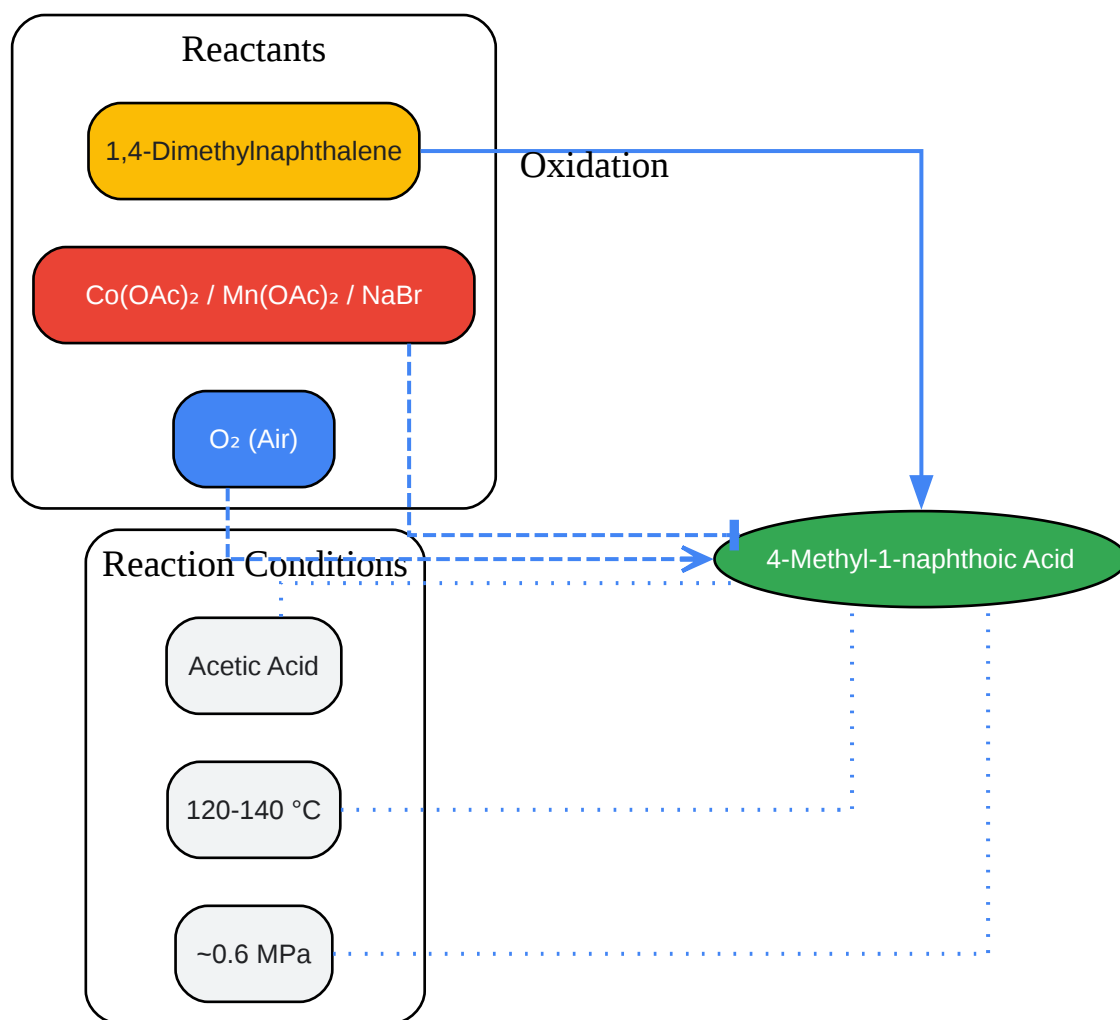 Reactants
1,4-Dimethylnaphthalene
Oxidation
Co(OAc)₂ / Mn(OAc)₂ / NaBr
O₂ (Air)
Reaction Conditions
4-Methyl-1-naphthoic Acid
Acetic Acid
120-140 °C
~0.6 MPa